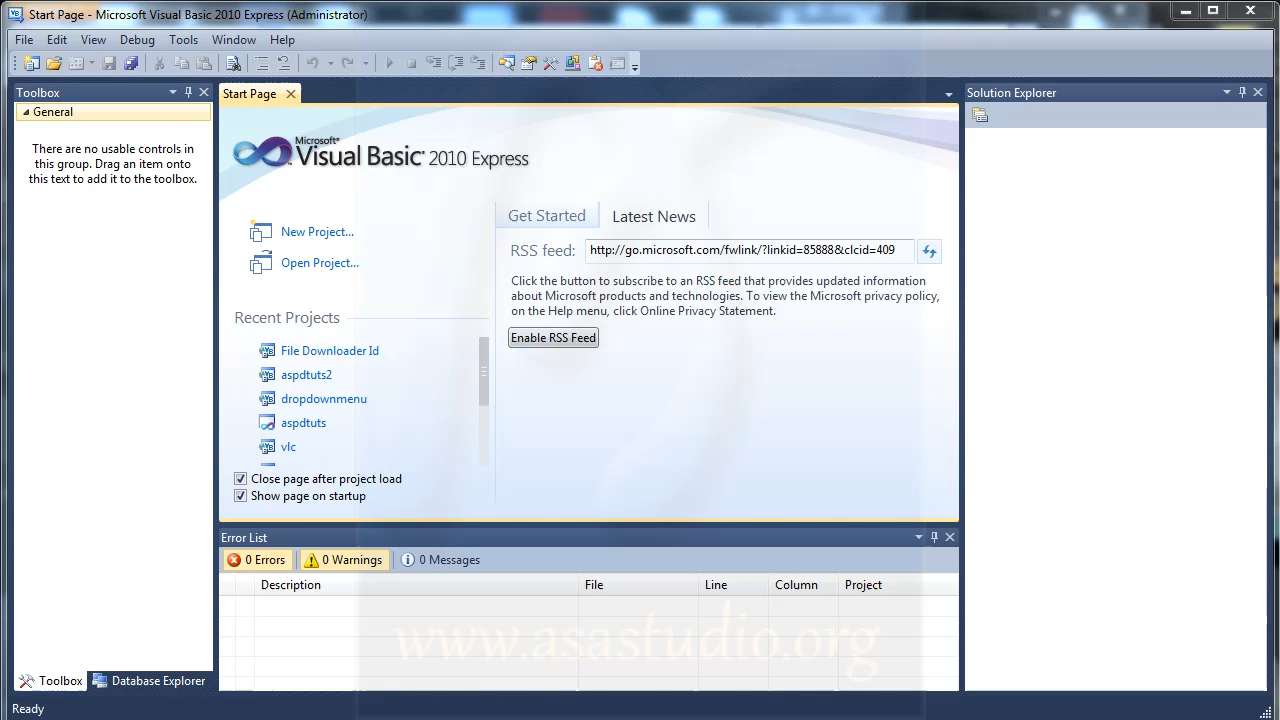 Start Page - Microsoft Visual Basic 2010 Express (Administrator)
File Edit View Debug Tools Window Help
Toolbox
General
There are no usable controls in
this group. Drag an item onto
this text to add it to the toolbox.
Toolbox
Database Explorer
Start Page
Microsoft®
Visual Basic® 2010 Express
New Project...
Open Project...
Recent Projects
File Downloader Id
aspdtuts2
dropdownmenu
aspdtuts
vlc
Close page after project load
Show page on startup
Get Started Latest News
RSS feed: http://go.microsoft.com/fwlink/?linkid=85888&clcid=409
Click the button to subscribe to an RSS feed that provides updated information
about Microsoft products and technologies. To view the Microsoft privacy policy,
on the Help menu, click Online Privacy Statement.
Enable RSS Feed
Error List
0 Errors 0 Warnings 0 Messages
Description File Line Column Project
www.asastudio.org
Solution Explorer
Ready